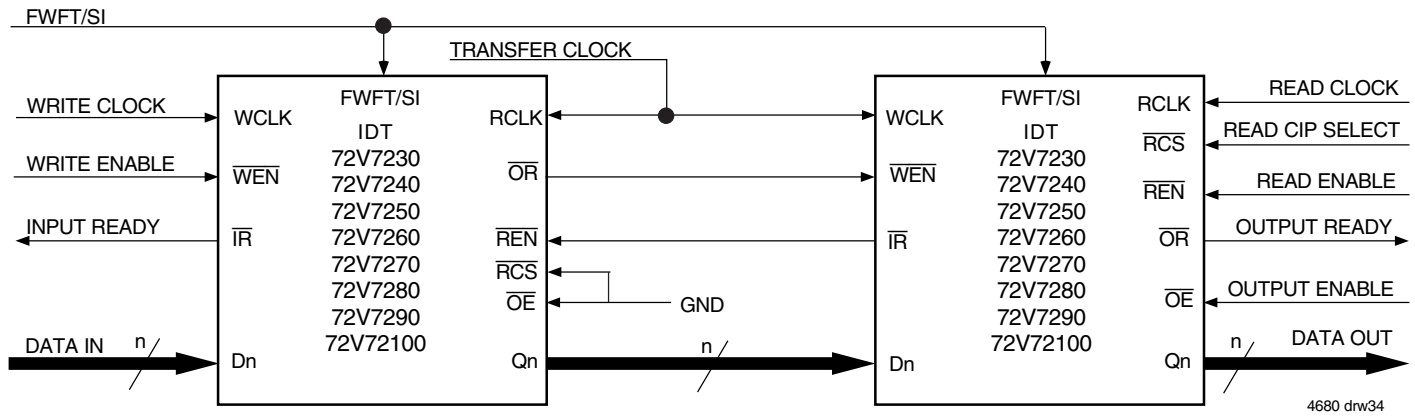 FWFT/SI
TRANSFER CLOCK
WRITE CLOCK
WRITE ENABLE
INPUT READY
DATA IN
n
FWFT/SI
IDT
72V7230
72V7240
72V7250
72V7260
72V7270
72V7280
72V7290
72V72100
WCLK
WEN
IR
Dn
RCLK
OR
REN
RCS
OE
Qn
GND
n
FWFT/SI
IDT
72V7230
72V7240
72V7250
72V7260
72V7270
72V7280
72V7290
72V72100
WCLK
WEN
IR
Dn
RCLK
RCS
REN
OR
OE
Qn
READ CLOCK
READ CIP SELECT
READ ENABLE
OUTPUT READY
OUTPUT ENABLE
n
DATA OUT
4680 drw34